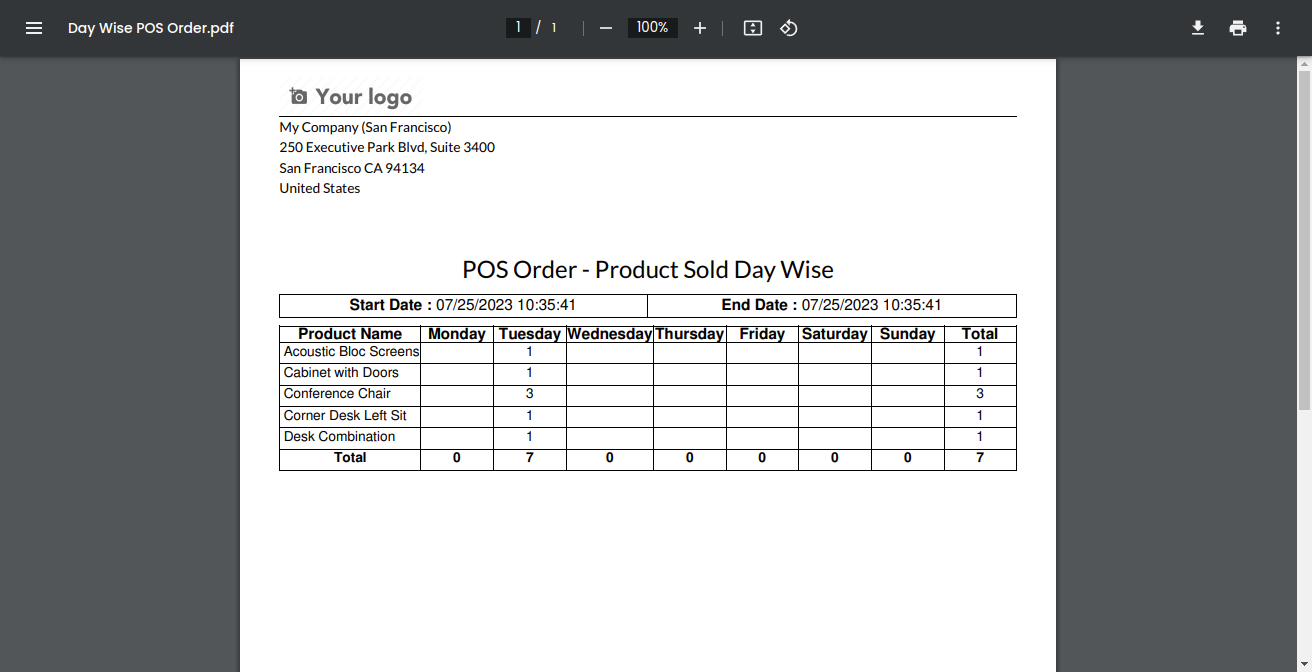 Day Wise POS Order.pdf 1 / 1 100%
Your logo
My Company (San Francisco)
250 Executive Park Blvd, Suite 3400
San Francisco CA 94134
United States
POS Order - Product Sold Day Wise
Start Date : 07/25/2023 10:35:41 End Date : 07/25/2023 10:35:41
Product Name Monday Tuesday Wednesday Thursday Friday Saturday Sunday Total
Acoustic Bloc Screens 1 1
Cabinet with Doors 1 1
Conference Chair 3 3
Corner Desk Left Sit 1 1
Desk Combination 1 1
Total 0 7 0 0 0 0 0 7